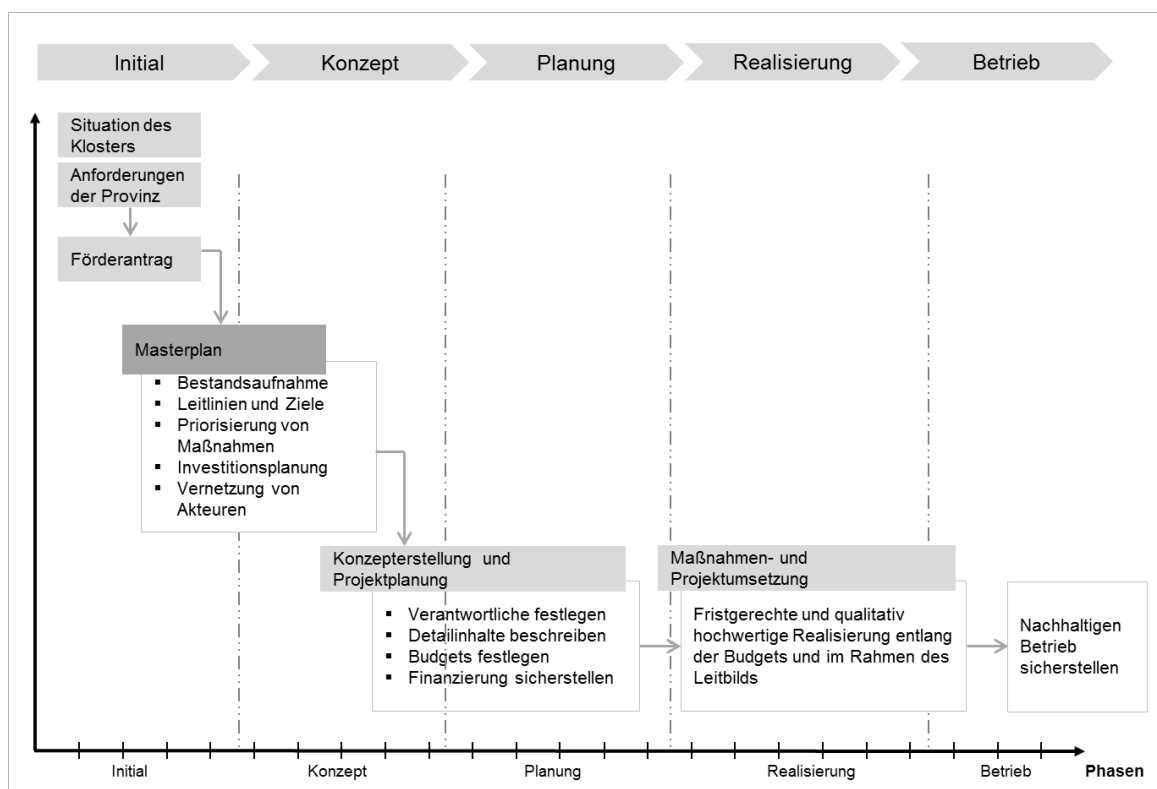 Initial
Konzept
Planung
Realisierung
Betrieb
Situation des
Klosters
Anforderungen
der Provinz
Förderantrag
Masterplan
▪ Bestandsaufnahme
▪ Leitlinien und Ziele
▪ Priorisierung von
Maßnahmen
▪ Investitionsplanung
▪ Vernetzung von
Akteuren
Konzepterstellung und
Projektplanung
▪ Verantwortliche festlegen
▪ Detailinhalte beschreiben
▪ Budgets festlegen
▪ Finanzierung sicherstellen
Maßnahmen- und
Projektumsetzung
Fristgerechte und qualitativ
hochwertige Realisierung entlang
der Budgets und im Rahmen des
Leitbilds
Nachhaltigen
Betrieb
sicherstellen
Initial
Konzept
Planung
Realisierung
Betrieb
Phasen